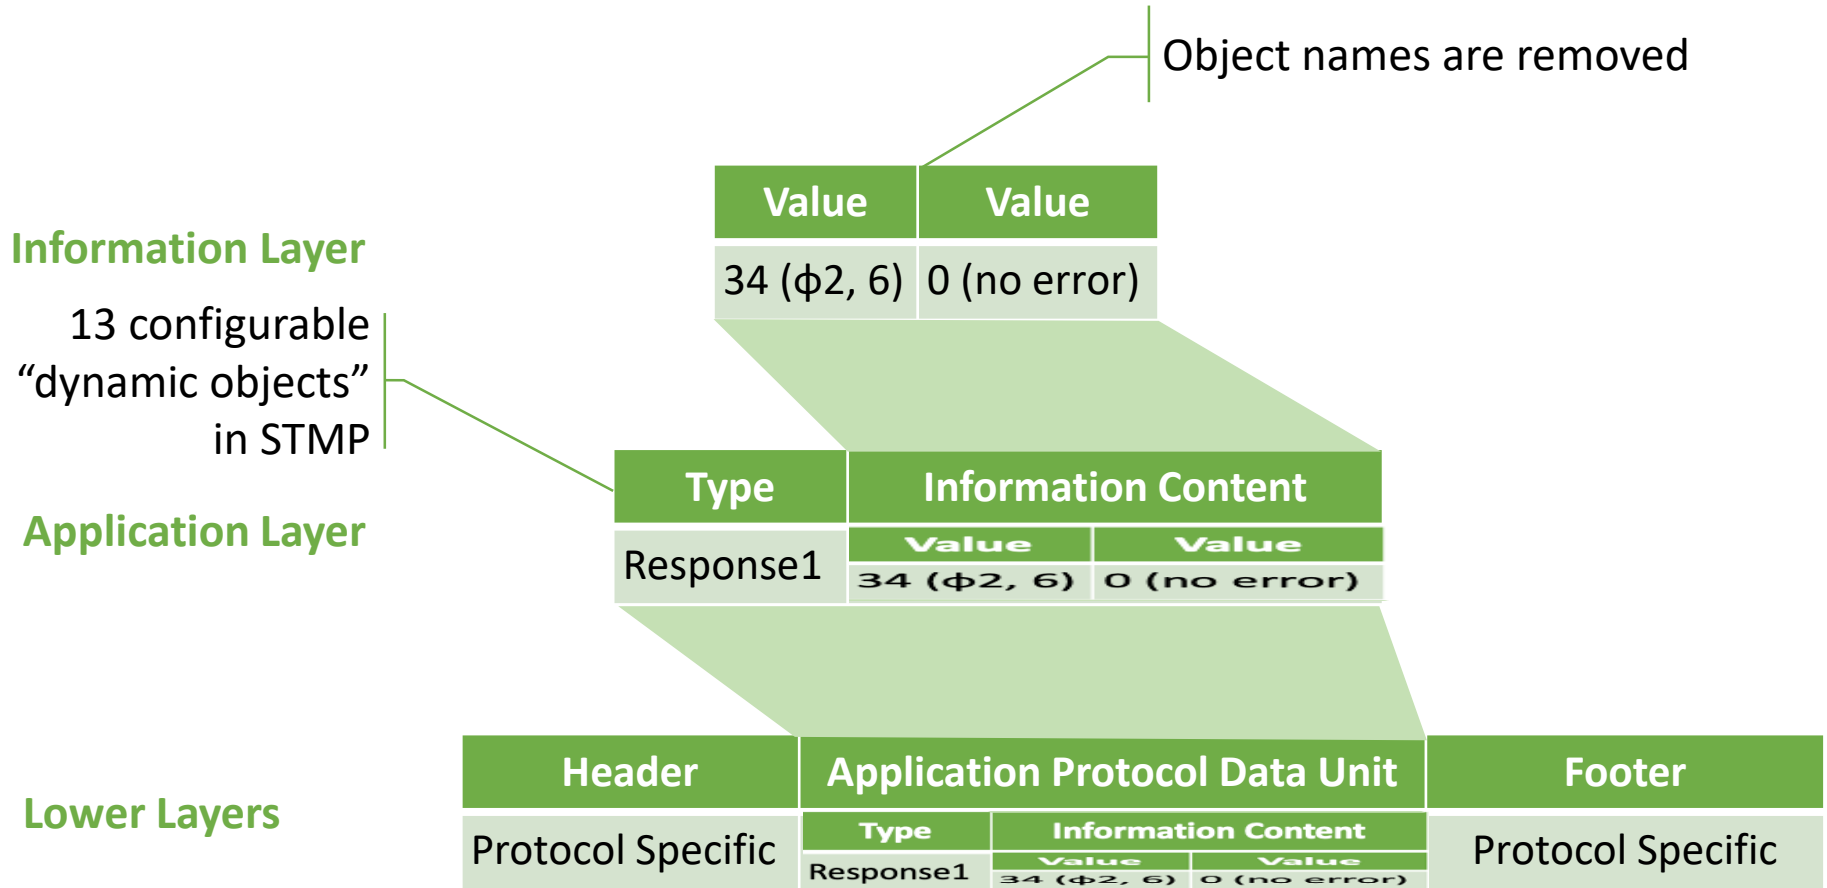 Object names are removed
Value Value
Information Layer
34 (ϕ2, 6) 0 (no error)
13 configurable
“dynamic objects”
in STMP
Type Information Content
Application Layer
Value Value
Response1
34 (ϕ2, 6) 0 (no error)
Header Application Protocol Data Unit Footer
Lower Layers
Type Information Content
Protocol Specific
Value Value
Protocol Specific
Response1
34 (ϕ2, 6) 0 (no error)